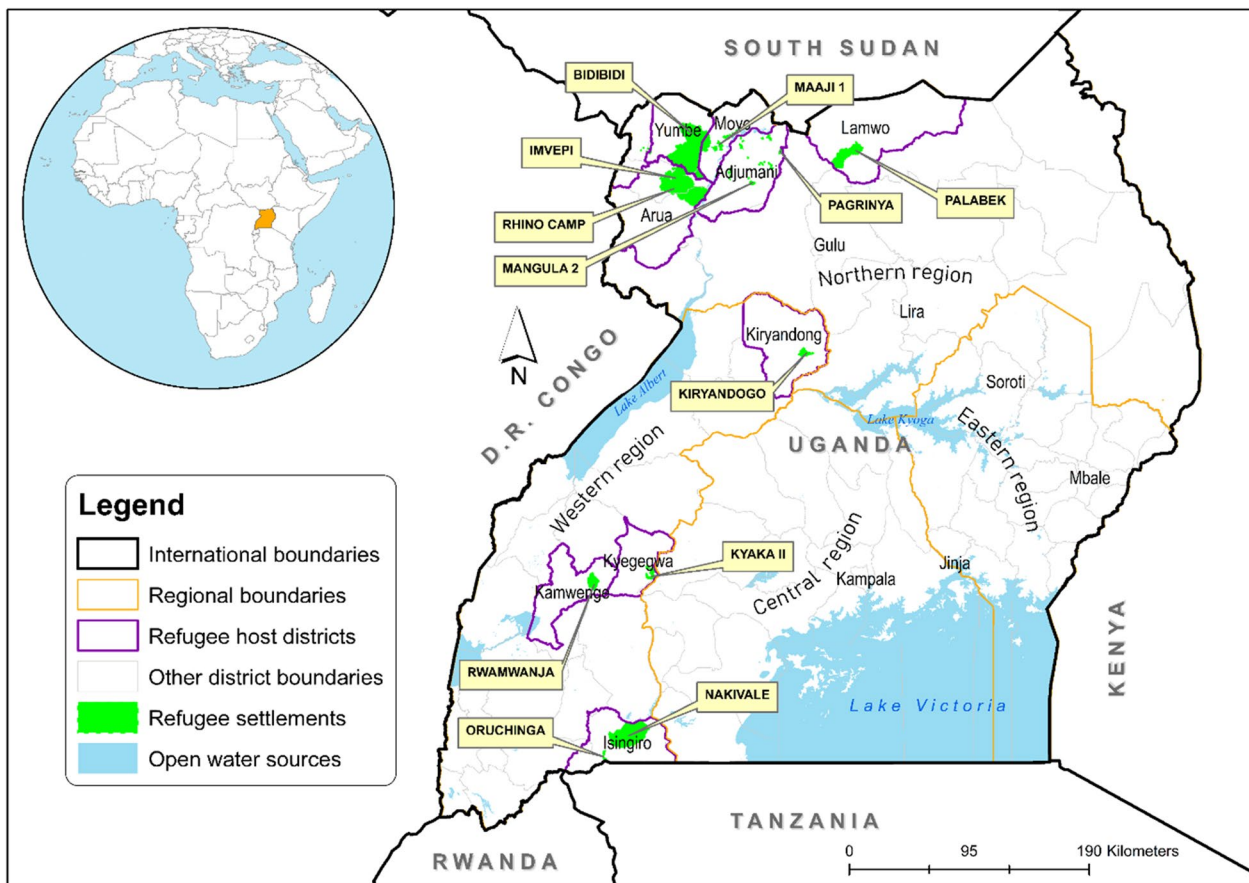 SOUTH SUDAN
BIDIBIDI
MAAJI 1
Yumbe
Moyo
Lamwo
IMVEPI
Adjumani
RHINO CAMP
Arua
PAGRINYA
PALABEK
MANGULA 2
Gulu
Northern region
Lira
N
D.R. CONGO
Kiryandong
Lake Albert
KIRYANDOGO
Soroti
Lake Kyoga
UGANDA
Eastern region
Mbale
Western region
Kyegegwa
KYAKA II
Kamwenge
Central region
Kampala
Jinja
RWAMWANJA
NAKIVALE
ORUCHINGA
Isingiro
Lake Victoria
KENYA
TANZANIA
RWANDA
0 95 190 Kilometers
Legend
International boundaries
Regional boundaries
Refugee host districts
Other district boundaries
Refugee settlements
Open water sources